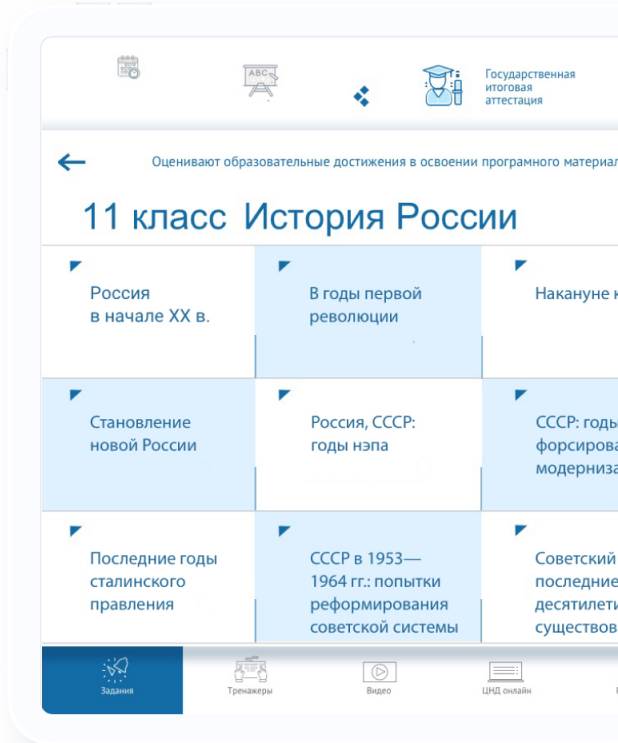 ABC
Государственная
итоговая
аттестация
Оценивают образовательные достижения в освоении програмного материал
11 класс История России
Россия
в начале XX в.
В годы первой
революции
Накануне к
Становление
новой России
Россия, СССР:
годы нэпа
СССР: годы
форсирова
модерниза
Последние годы
сталинского
правления
СССР в 1953—
1964 гг.: попытки
реформирования
советской системы
Советский
последние
десятилети
существов
Задания
Тренажеры
Видео
ЦНД онлайн